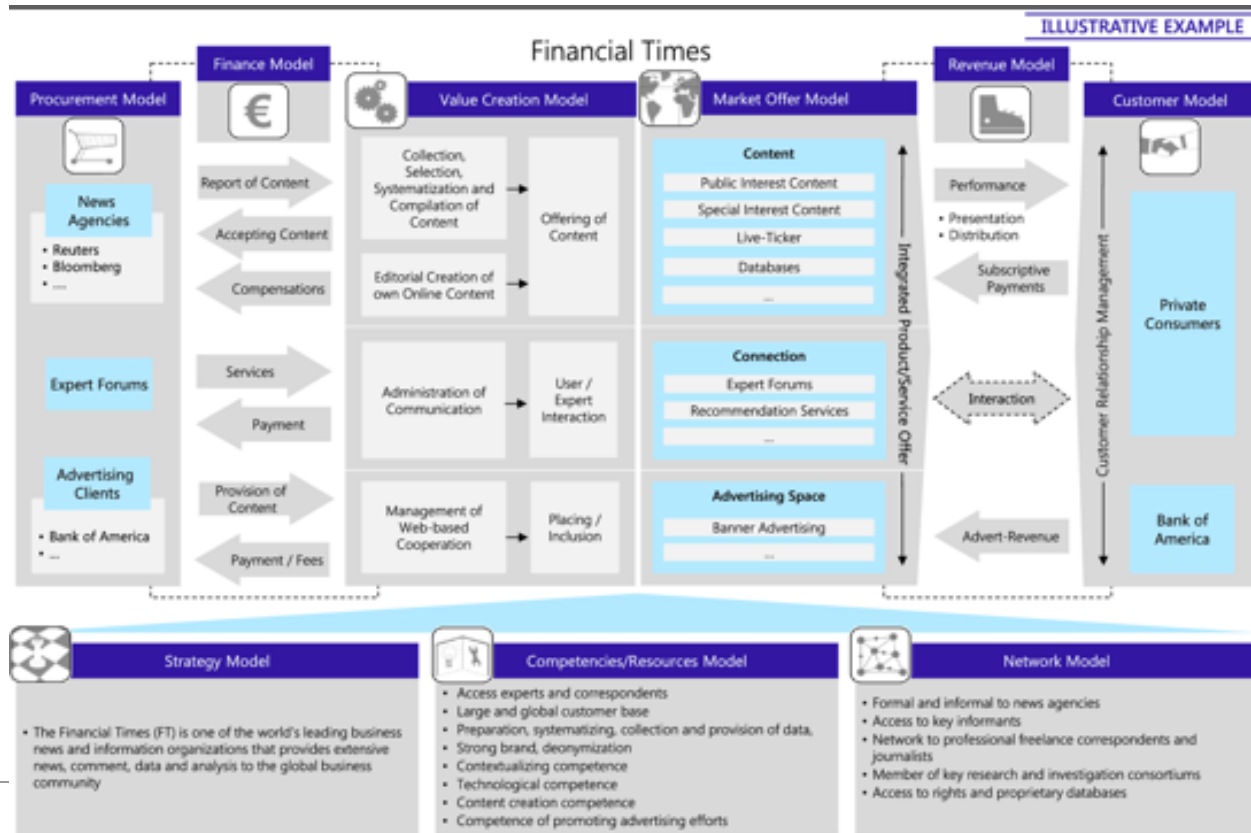 ILLUSTRATIVE EXAMPLE
Financial Times
Finance Model
Revenue Model
Procurement Model
Value Creation Model
Market Offer Model
Customer Model
€
News
Agencies
• Reuters
• Bloomberg
• ....
Expert Forums
Advertising
Clients
• Bank of America
• ...
Report of Content
Accepting Content
Compensations
Services
Payment
Provision of
Content
Payment / Fees
Collection,
Selection,
Systematization and
Compilation of
Content
Editorial Creation of
own Online Content
Offering of
Content
Administration of
Communication
User /
Expert
Interaction
Management of
Web-based
Cooperation
Placing /
Inclusion
Content
Public Interest Content
Special Interest Content
Live-Ticker
Databases
...
Connection
Expert Forums
Recommendation Services
...
Advertising Space
Banner Advertising
...
Integrated Product/Service Offer
Performance
• Presentation
• Distribution
Subscriptive
Payments
Interaction
Advert-Revenue
Customer Relationship Management
Private
Consumers
Bank of
America
Strategy Model
• The Financial Times (FT) is one of the world's leading business
news and information organizations that provides extensive
news, comment, data and analysis to the global business
community
Competencies/Resources Model
• Access experts and correspondents
• Large and global customer base
• Preparation, systematizing, collection and provision of data,
• Strong brand, deonymization
• Contextualizing competence
• Technological competence
• Content creation competence
• Competence of promoting advertising efforts
Network Model
• Formal and informal to news agencies
• Access to key informants
• Network to professional freelance correspondents and
journalists
• Member of key research and investigation consortiums
• Access to rights and proprietary databases